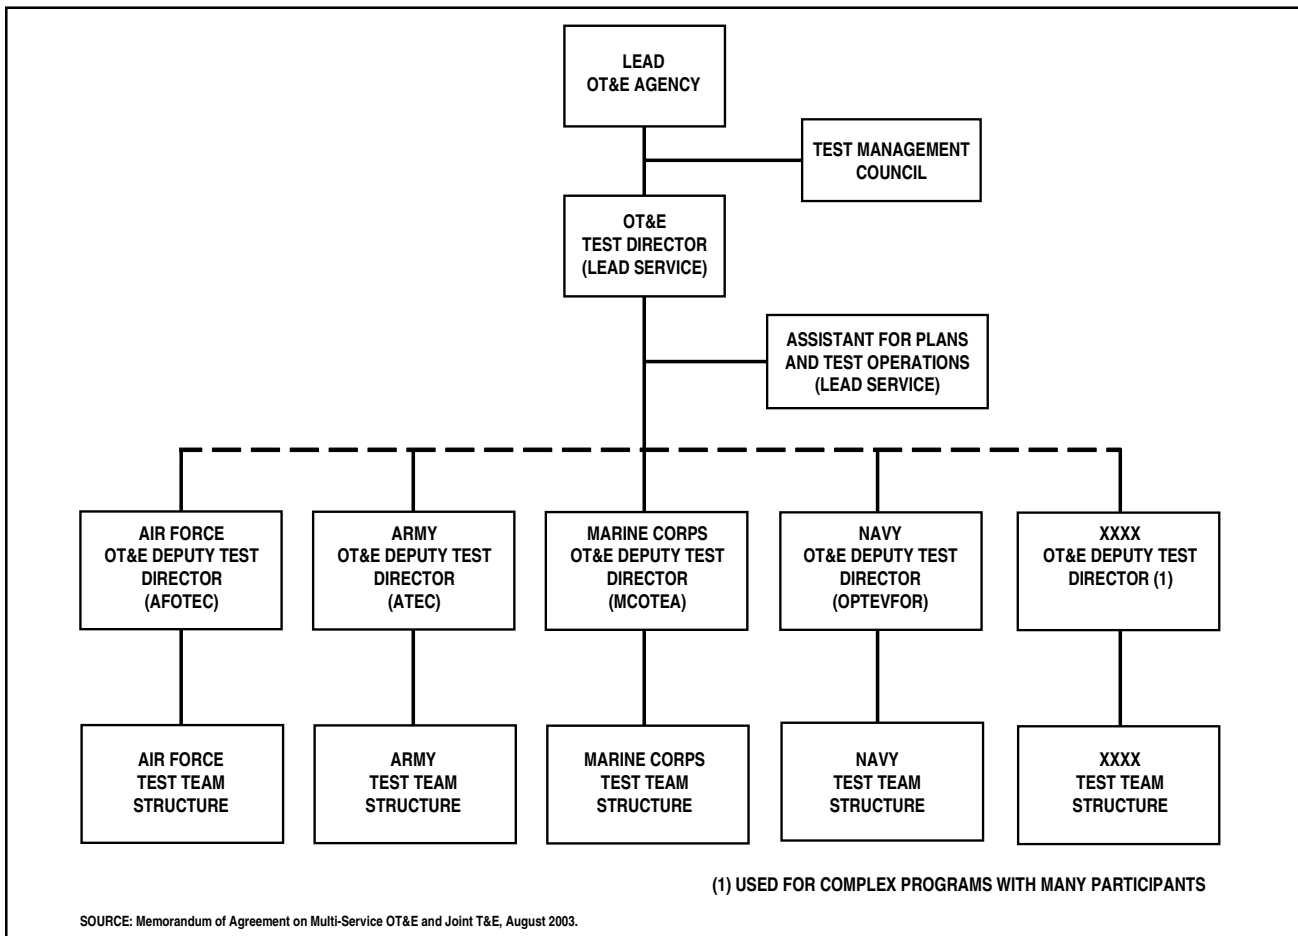 LEAD
OT&E AGENCY
TEST MANAGEMENT
COUNCIL
OT&E
TEST DIRECTOR
(LEAD SERVICE)
ASSISTANT FOR PLANS
AND TEST OPERATIONS
(LEAD SERVICE)
AIR FORCE
OT&E DEPUTY TEST
DIRECTOR
(AFOTEC)
ARMY
OT&E DEPUTY TEST
DIRECTOR
(ATEC)
MARINE CORPS
OT&E DEPUTY TEST
DIRECTOR
(MCOTEA)
NAVY
OT&E DEPUTY TEST
DIRECTOR
(OPTEVFOR)
XXXX
OT&E DEPUTY TEST
DIRECTOR (1)
AIR FORCE
TEST TEAM
STRUCTURE
ARMY
TEST TEAM
STRUCTURE
MARINE CORPS
TEST TEAM
STRUCTURE
NAVY
TEST TEAM
STRUCTURE
XXXX
TEST TEAM
STRUCTURE
(1) USED FOR COMPLEX PROGRAMS WITH MANY PARTICIPANTS
SOURCE: Memorandum of Agreement on Multi-Service OT&E and Joint T&E, August 2003.